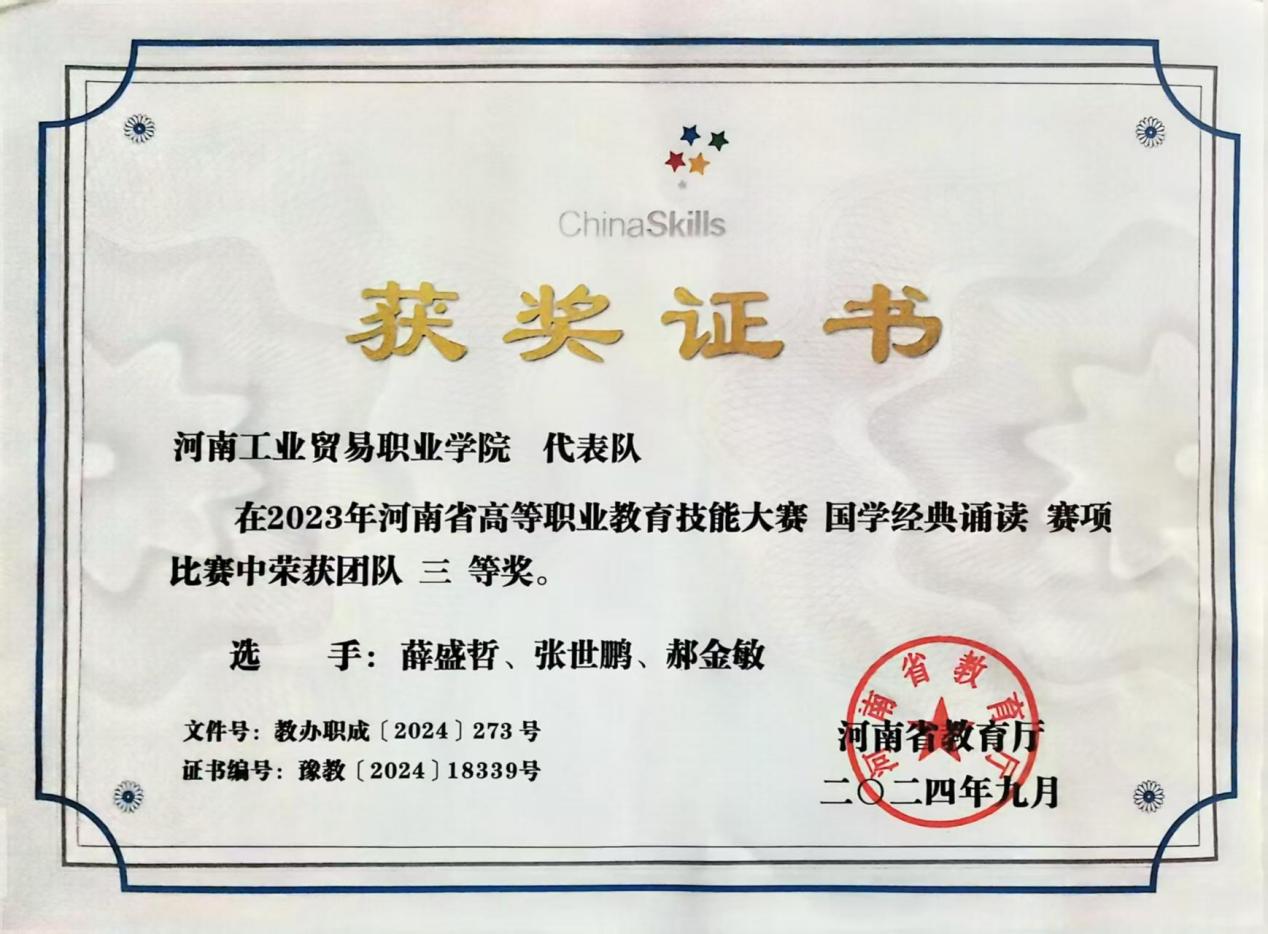 ChinaSkills
获奖证书
河南工业贸易职业学院 代表队
在2023年河南省高等职业教育技能大赛 国学经典诵读 赛项
比赛中荣获团队 三 等奖。
选 手：薛盛哲、张世鹏、郝金敏
文件号：教办职成〔2024〕273号
证书编号：豫教〔2024〕18339号
河南省教育厅
河南省教育厅
二〇二四年九月